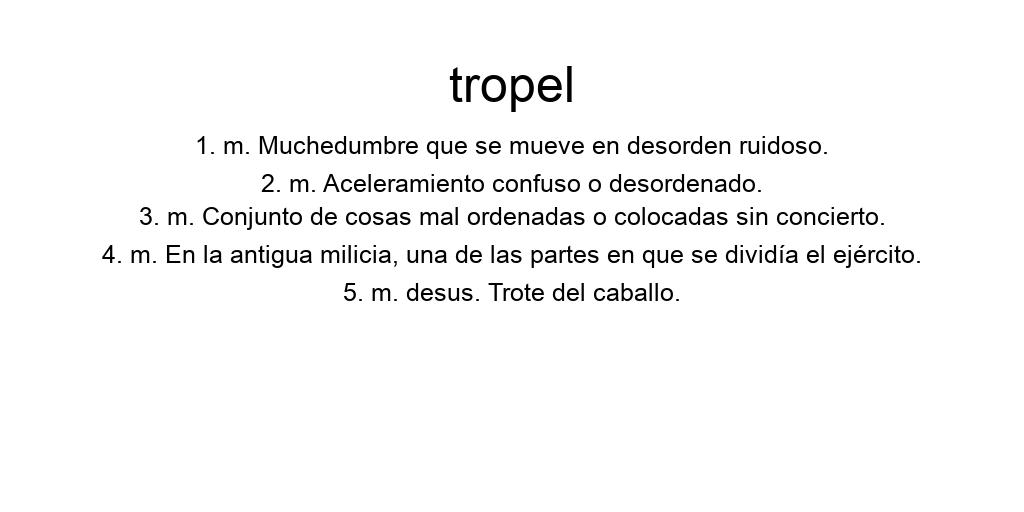 tropel
1. m. Muchedumbre que se mueve en desorden ruidoso.
2. m. Aceleramiento confuso o desordenado.
3. m. Conjunto de cosas mal ordenadas o colocadas sin concierto.
4. m. En la antigua milicia, una de las partes en que se dividía el ejército.
5. m. desus. Trote del caballo.